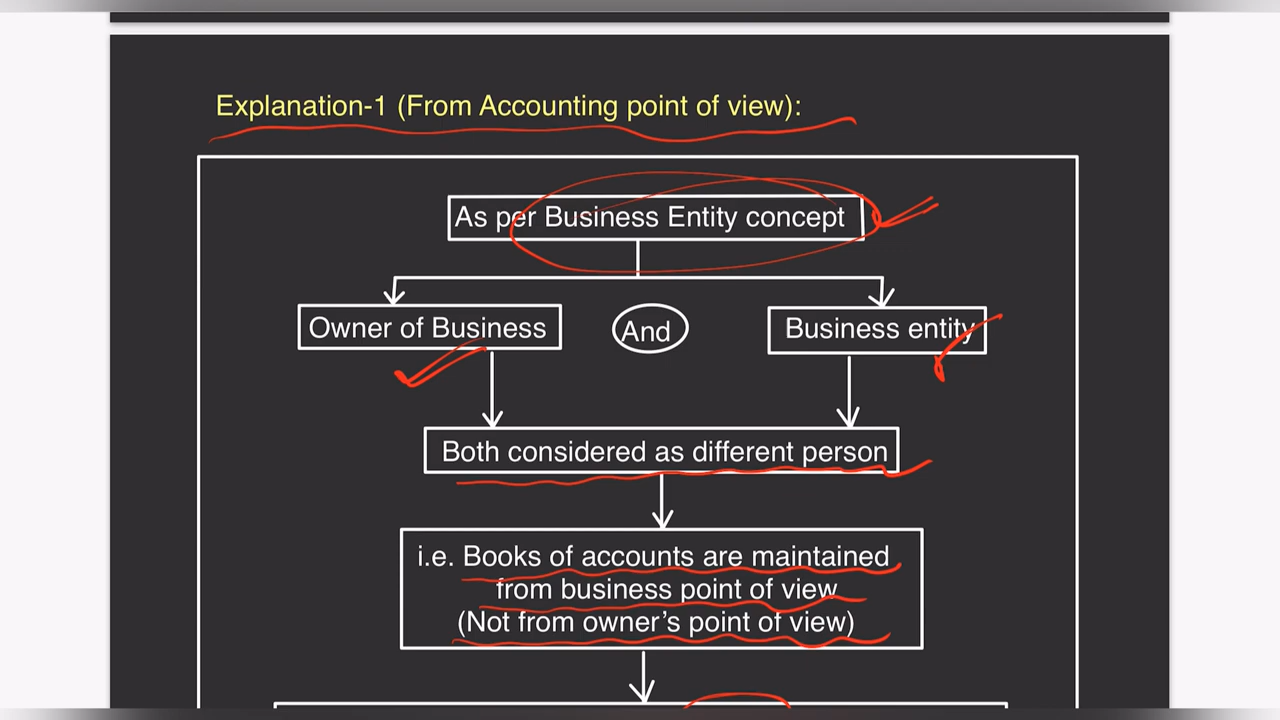 Explanation-1 (From Accounting point of view):
As per Business Entity concept
Owner of Business
And
Business entity
Both considered as different person
i.e. Books of accounts are maintained
from business point of view
(Not from owner's point of view)